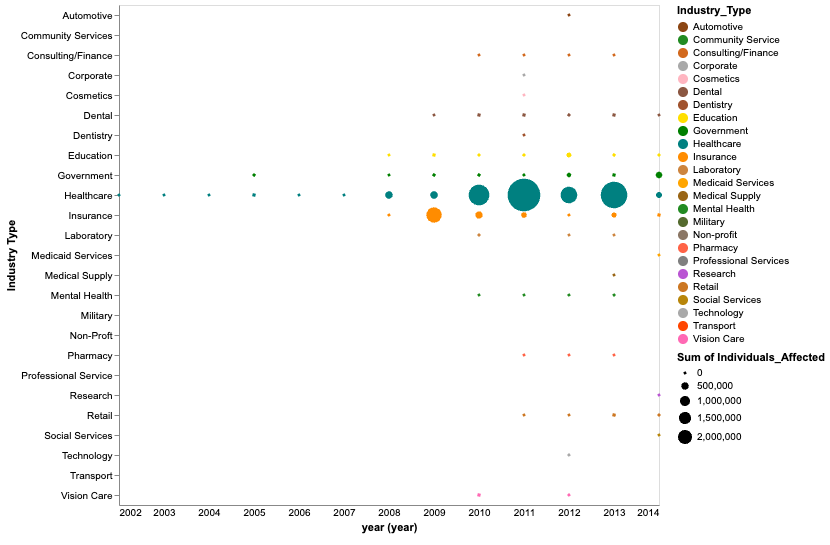 Industry Type
Automotive
Community Services
Consulting/Finance
Corporate
Cosmetics
Dental
Dentistry
Education
Government
Healthcare
Insurance
Laboratory
Medicaid Services
Medical Supply
Mental Health
Military
Non-Proft
Pharmacy
Professional Service
Research
Retail
Social Services
Technology
Transport
Vision Care
2002 2003 2004 2005 2006 2007 2008 2009 2010 2011 2012 2013 2014
year (year)
Industry_Type
Automotive
Community Service
Consulting/Finance
Corporate
Cosmetics
Dental
Dentistry
Education
Government
Healthcare
Insurance
Laboratory
Medicaid Services
Medical Supply
Mental Health
Military
Non-profit
Pharmacy
Professional Services
Research
Retail
Social Services
Technology
Transport
Vision Care
Sum of Individuals_Affected
0
500,000
1,000,000
1,500,000
2,000,000